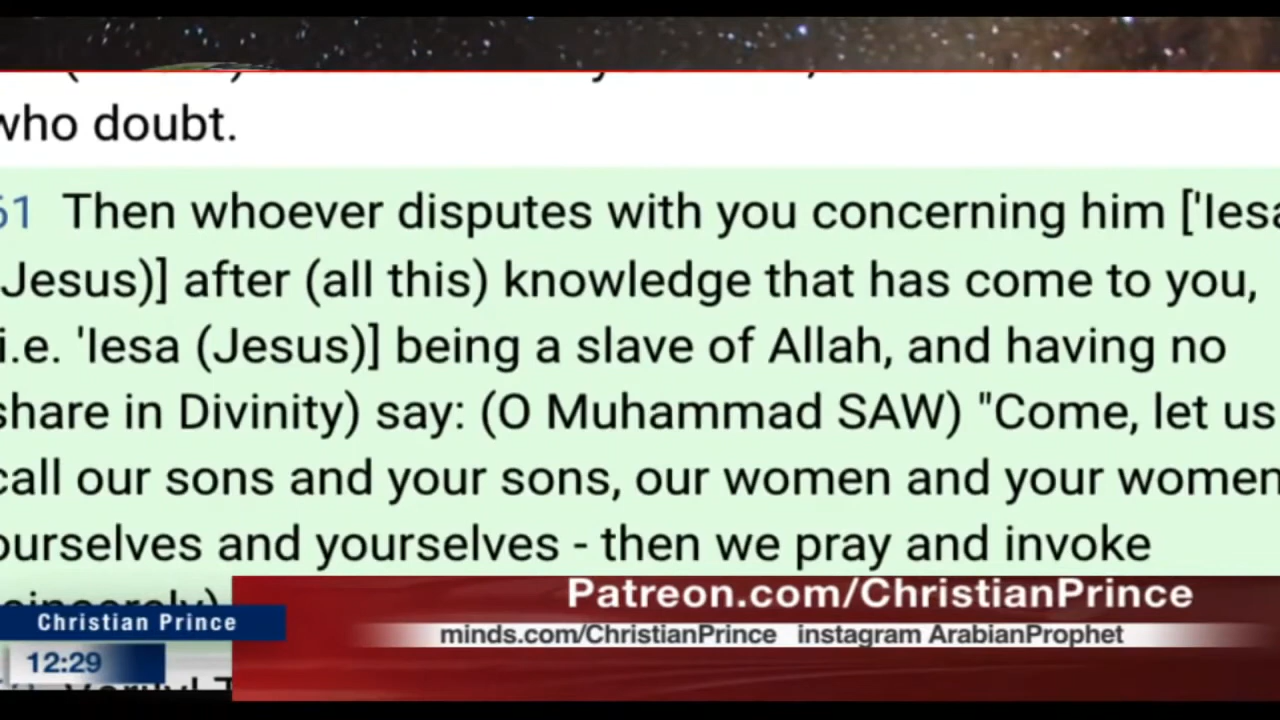 who doubt.
61 Then whoever disputes with you concerning him ['Iesa
(Jesus)] after (all this) knowledge that has come to you,
i.e. 'Iesa (Jesus)] being a slave of Allah, and having no
share in Divinity) say: (O Muhammad SAW) "Come, let us
call our sons and your sons, our women and your women
ourselves and yourselves - then we pray and invoke
sincerely)
Patreon.com/ChristianPrince
Christian Prince
minds.com/ChristianPrince instagram ArabianProphet
12:29
Verily!